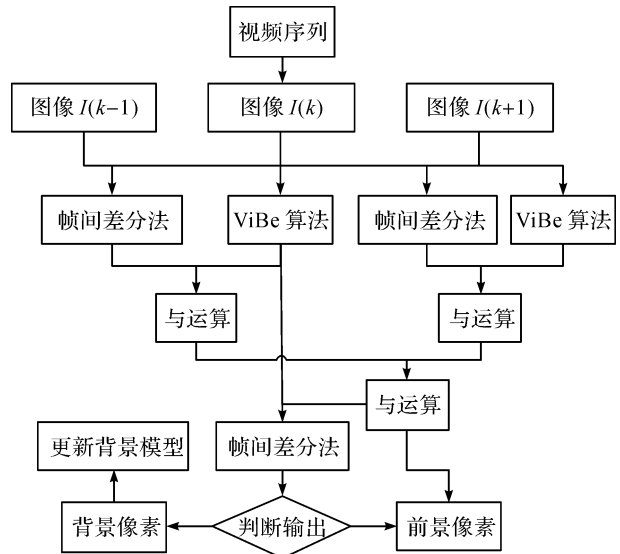 视频序列
图像 I(k−1)
图像 I(k)
图像 I(k+1)
帧间差分法
ViBe 算法
帧间差分法
ViBe 算法
与运算
与运算
与运算
更新背景模型
帧间差分法
背景像素
判断输出
前景像素